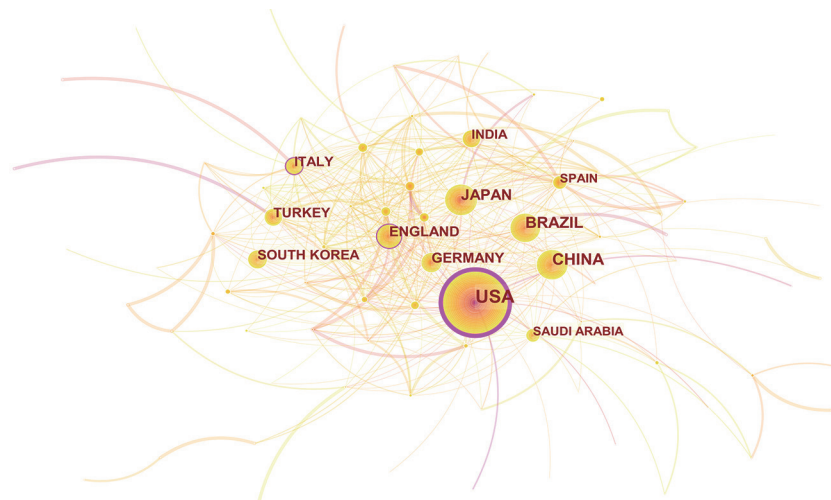 INDIA
ITALY
SPAIN
JAPAN
TURKEY
BRAZIL
ENGLAND
SOUTH KOREA
GERMANY
CHINA
USA
SAUDI ARABIA